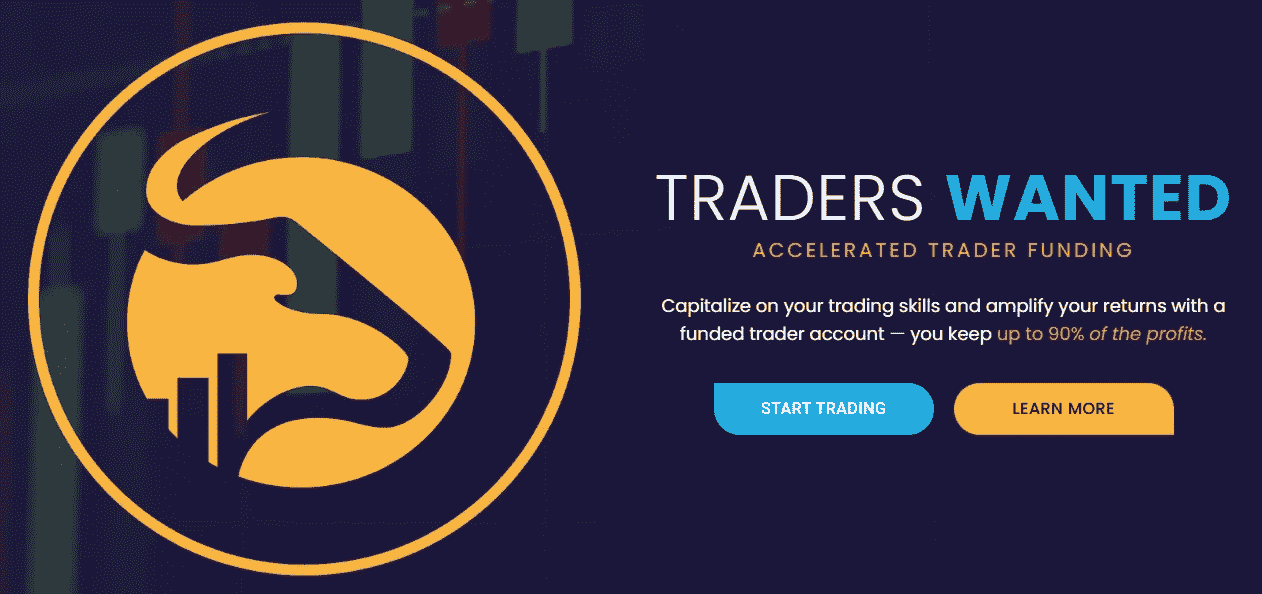 TRADERS WANTED
ACCELERATED TRADER FUNDING
Capitalize on your trading skills and amplify your returns with a
funded trader account — you keep up to 90% of the profits.
START TRADING LEARN MORE